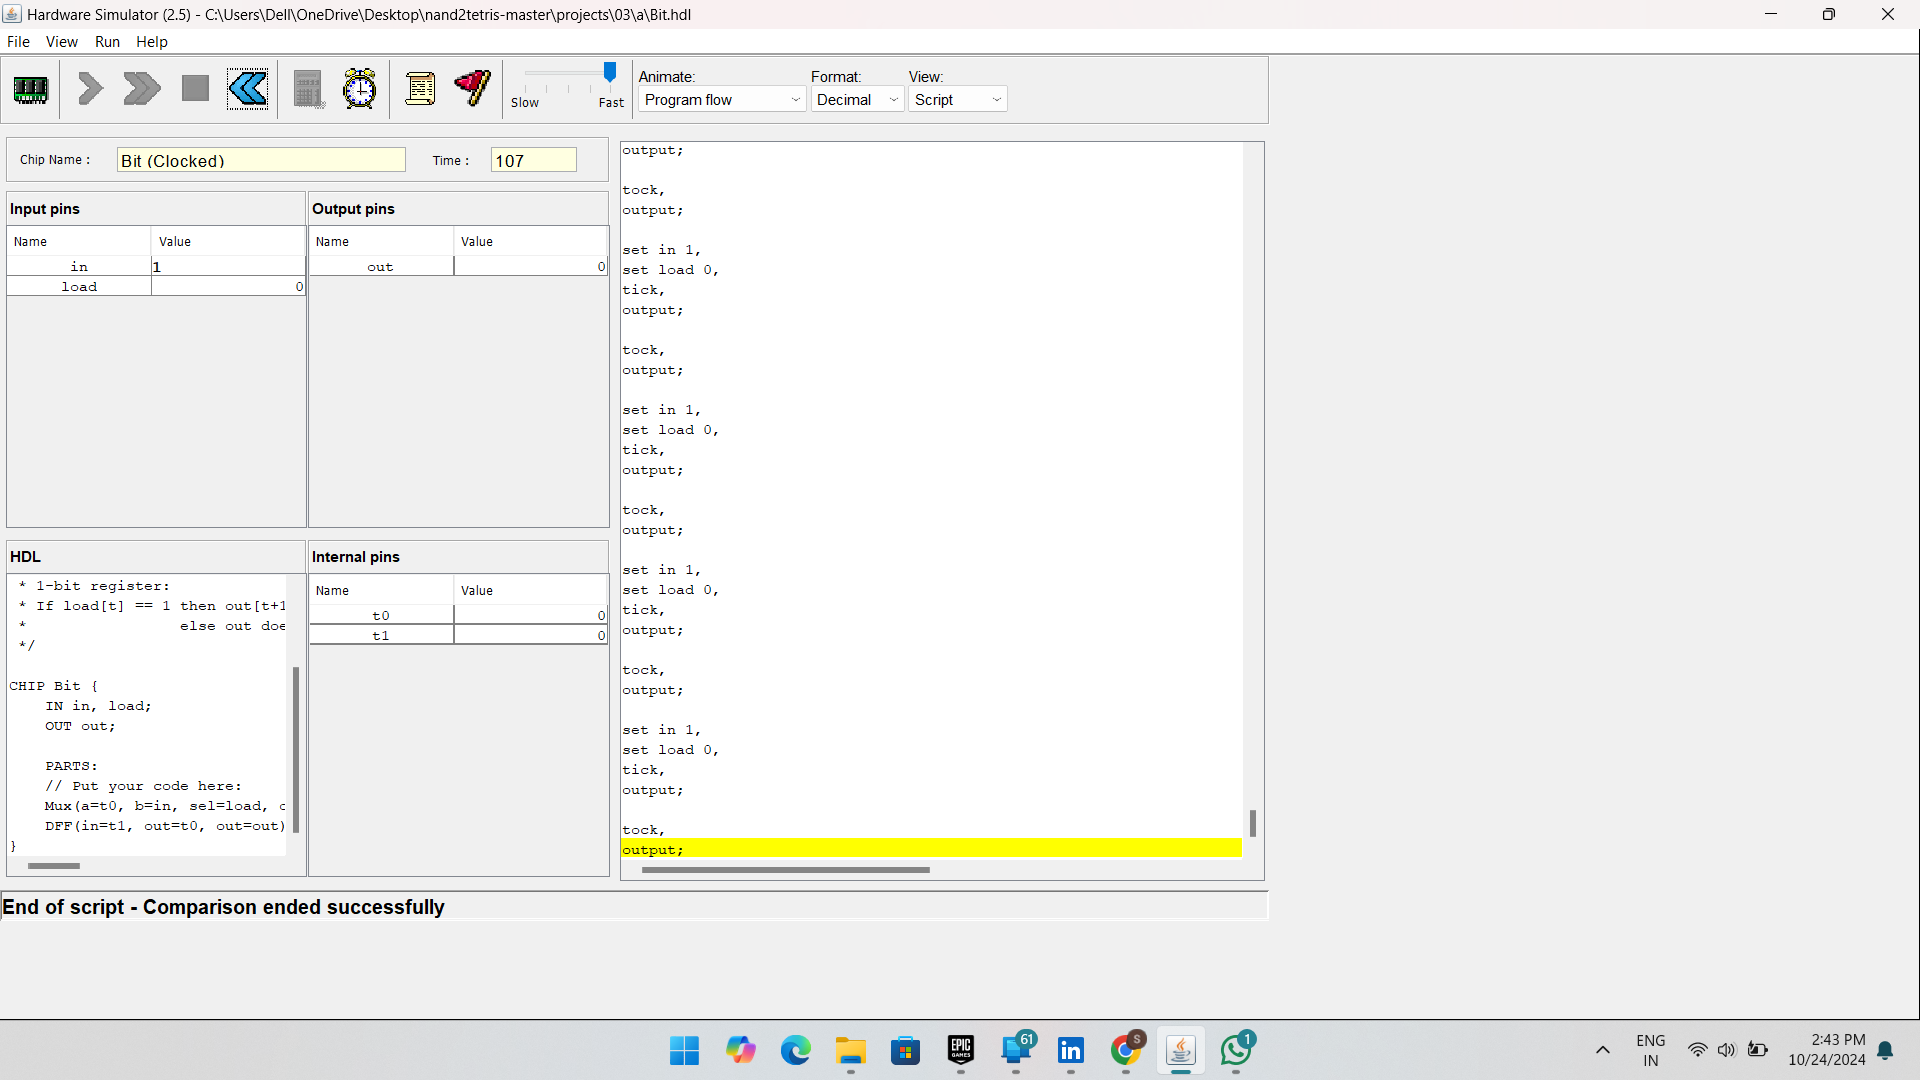 Hardware Simulator (2.5) - C:\Users\Dell\OneDrive\Desktop\nand2tetris-master\projects\03\a\Bit.hdl
File View Run Help
Slow Fast
Animate: Format: View:
Program flow Decimal Script
Chip Name : Bit (Clocked) Time : 107
Input pins
Name Value
in 1
load 0
Output pins
Name Value
out 0
HDL
* 1-bit register:
* If load[t] == 1 then out[t+1
* else out doe
*/
CHIP Bit {
IN in, load;
OUT out;
PARTS:
// Put your code here:
Mux(a=t0, b=in, sel=load, o
DFF(in=t1, out=t0, out=out)
}
Internal pins
Name Value
t0 0
t1 0
output;
tock,
output;
set in 1,
set load 0,
tick,
output;
tock,
output;
set in 1,
set load 0,
tick,
output;
tock,
output;
set in 1,
set load 0,
tick,
output;
tock,
output;
set in 1,
set load 0,
tick,
output;
tock,
output;
End of script - Comparison ended successfully
EPIC GAMES
61
in
S
1
ENG
IN
2:43 PM
10/24/2024